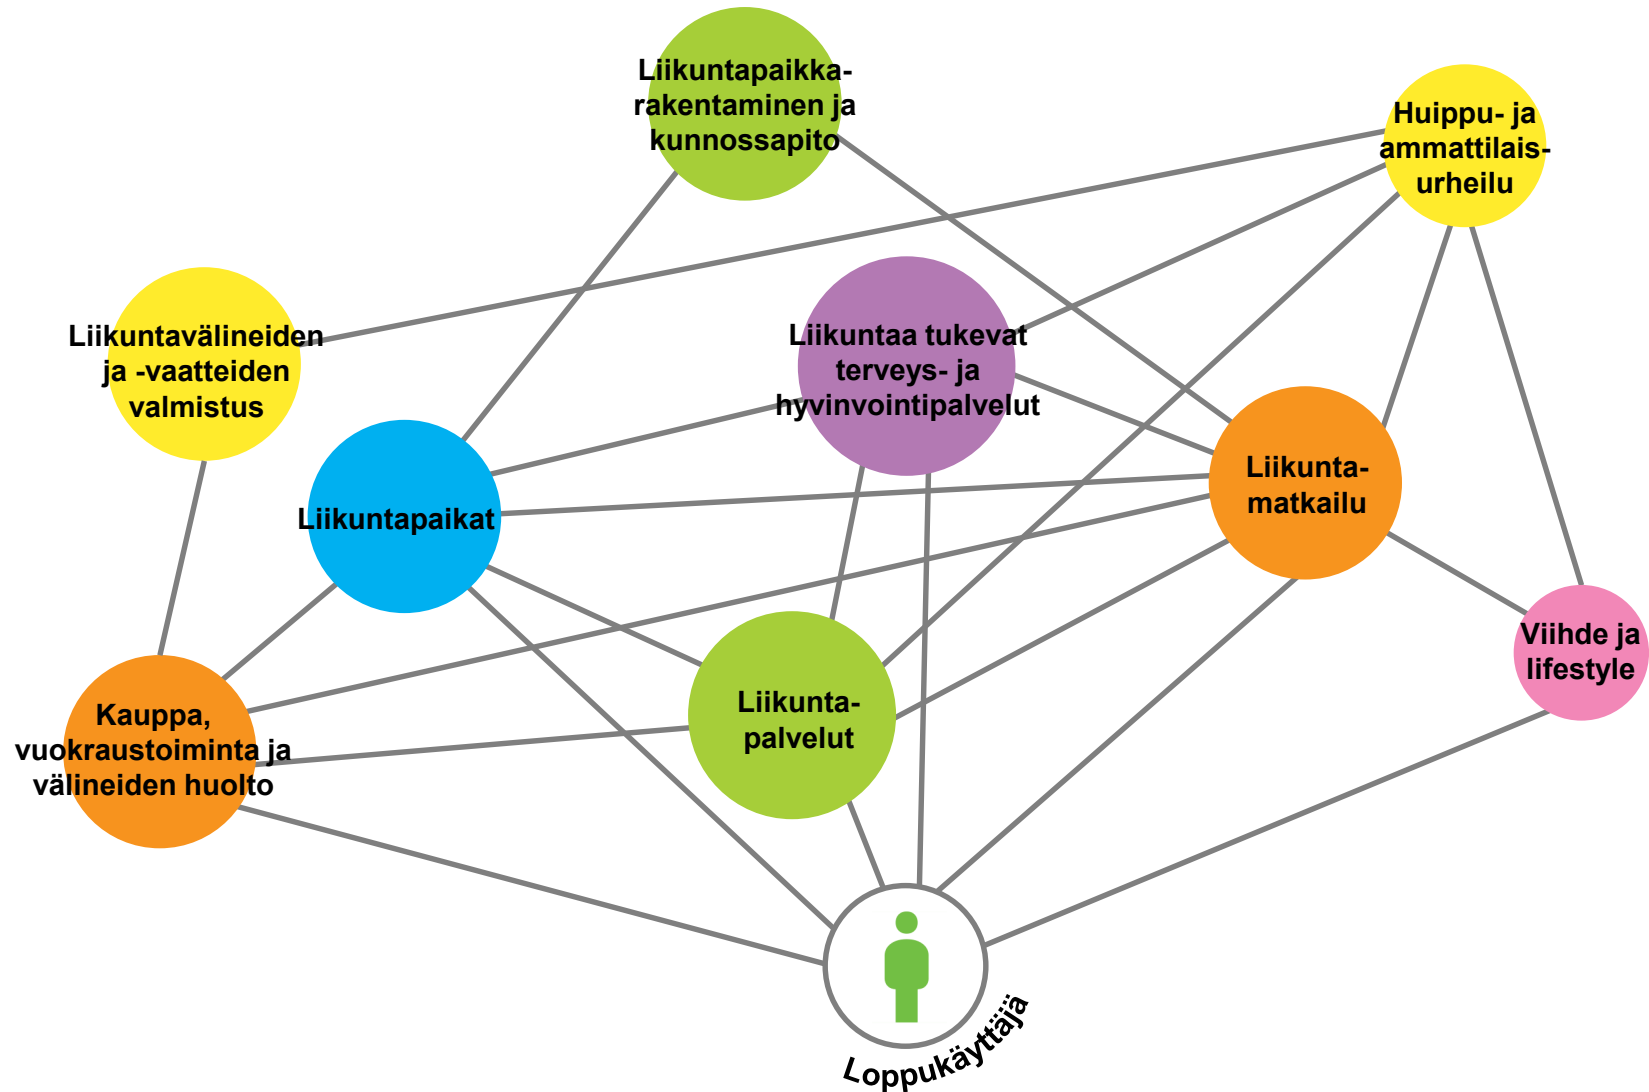 Liikuntapaikka-
rakentaminen ja
kunnossapito
Huippu- ja
ammattilais-
urheilu
Liikuntavälineiden
ja -vaatteiden
valmistus
Liikuntaa tukevat
terveys- ja
hyvinvointipalvelut
Liikuntapaikat
Liikunta-
matkailu
Viihde ja
lifestyle
Kauppa,
vuokraustoiminta ja
välineiden huolto
Liikunta-
palvelut
Loppukäyttäjä